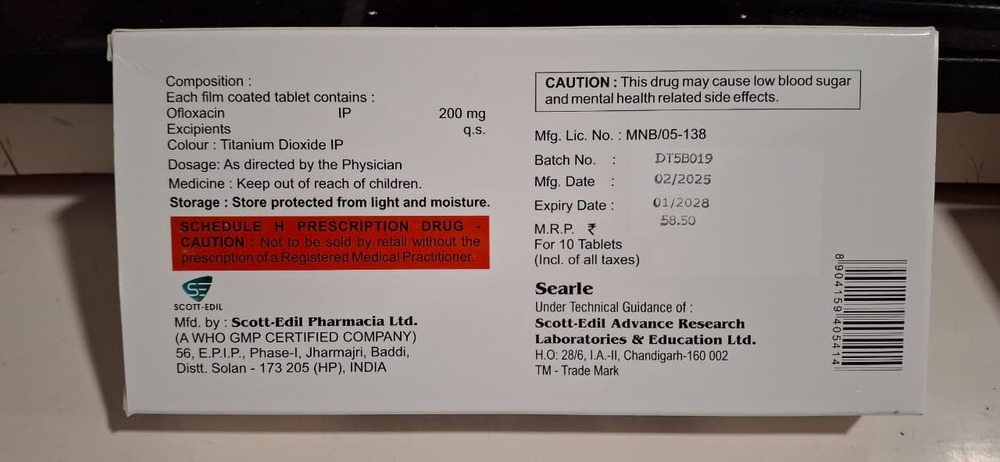 Composition :
Each film coated tablet contains :
Ofloxacin IP 200 mg
Excipients q.s.
Colour : Titanium Dioxide IP
Dosage: As directed by the Physician
Medicine : Keep out of reach of children.
Storage : Store protected from light and moisture.
SCHEDULE H PRESCRIPTION DRUG -
CAUTION : Not to be sold by retail without the
prescription of a Registered Medical Practitioner.
SE
SCOTT-EDIL
Mfd. by : Scott-Edil Pharmacia Ltd.
(A WHO GMP CERTIFIED COMPANY)
56, E.P.I.P., Phase-I, Jharmajri, Baddi,
Distt. Solan - 173 205 (HP), INDIA
CAUTION : This drug may cause low blood sugar
and mental health related side effects.
Mfg. Lic. No. : MNB/05-138
Batch No. : DT5B019
Mfg. Date : 02/2025
Expiry Date : 01/2028
M.R.P. ₹ 58.50
For 10 Tablets
(Incl. of all taxes)
Searle
Under Technical Guidance of :
Scott-Edil Advance Research
Laboratories & Education Ltd.
H.O: 28/6, I.A.-II, Chandigarh-160 002
TM - Trade Mark
8 904159 405414